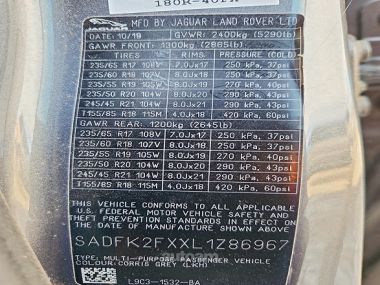 180R-40PA
JAGUAR
MFD BY JAGUAR LAND ROVER LTD
DATE: 10/19 GVWR: 2400kg (5290lb)
GAWR FRONT: 1300kg (2865lb)
TIRES RIMS PRESSURE (COLD)
235/65 R17 108V 7.0Jx17 250 kPa, 37psi
235/60 R18 107V 8.0Jx18 250 kPa, 37psi
235/55 R19 105W 8.0Jx19 270 kPa, 40psi
235/50 R20 104W 8.0Jx20 290 kPa, 43psi
245/45 R21 104W 8.0Jx21 290 kPa, 43psi
T155/85 R18 115M 4.0Jx18 420 kPa, 60psi
GAWR REAR: 1200kg (2645lb)
235/65 R17 108V 7.0Jx17 250 kPa, 37psi
235/60 R18 107V 8.0Jx18 250 kPa, 37psi
235/55 R19 105W 8.0Jx19 270 kPa, 40psi
235/50 R20 104W 8.0Jx20 290 kPa, 43psi
245/45 R21 104W 8.0Jx21 290 kPa, 43psi
T155/85 R18 115M 4.0Jx18 420 kPa, 60psi
THIS VEHICLE CONFORMS TO ALL APPLICABLE
U.S. FEDERAL MOTOR VEHICLE SAFETY AND
THEFT PREVENTION STANDARDS IN EFFECT ON
THE DATE OF MANUFACTURE SHOWN ABOVE
SADFK2FXXL1Z86967
TYPE: MULTI-PURPOSE PASSENGER VEHICLE
COLOUR: CORRIS GREY (LKH)
L9C3-1532-BA